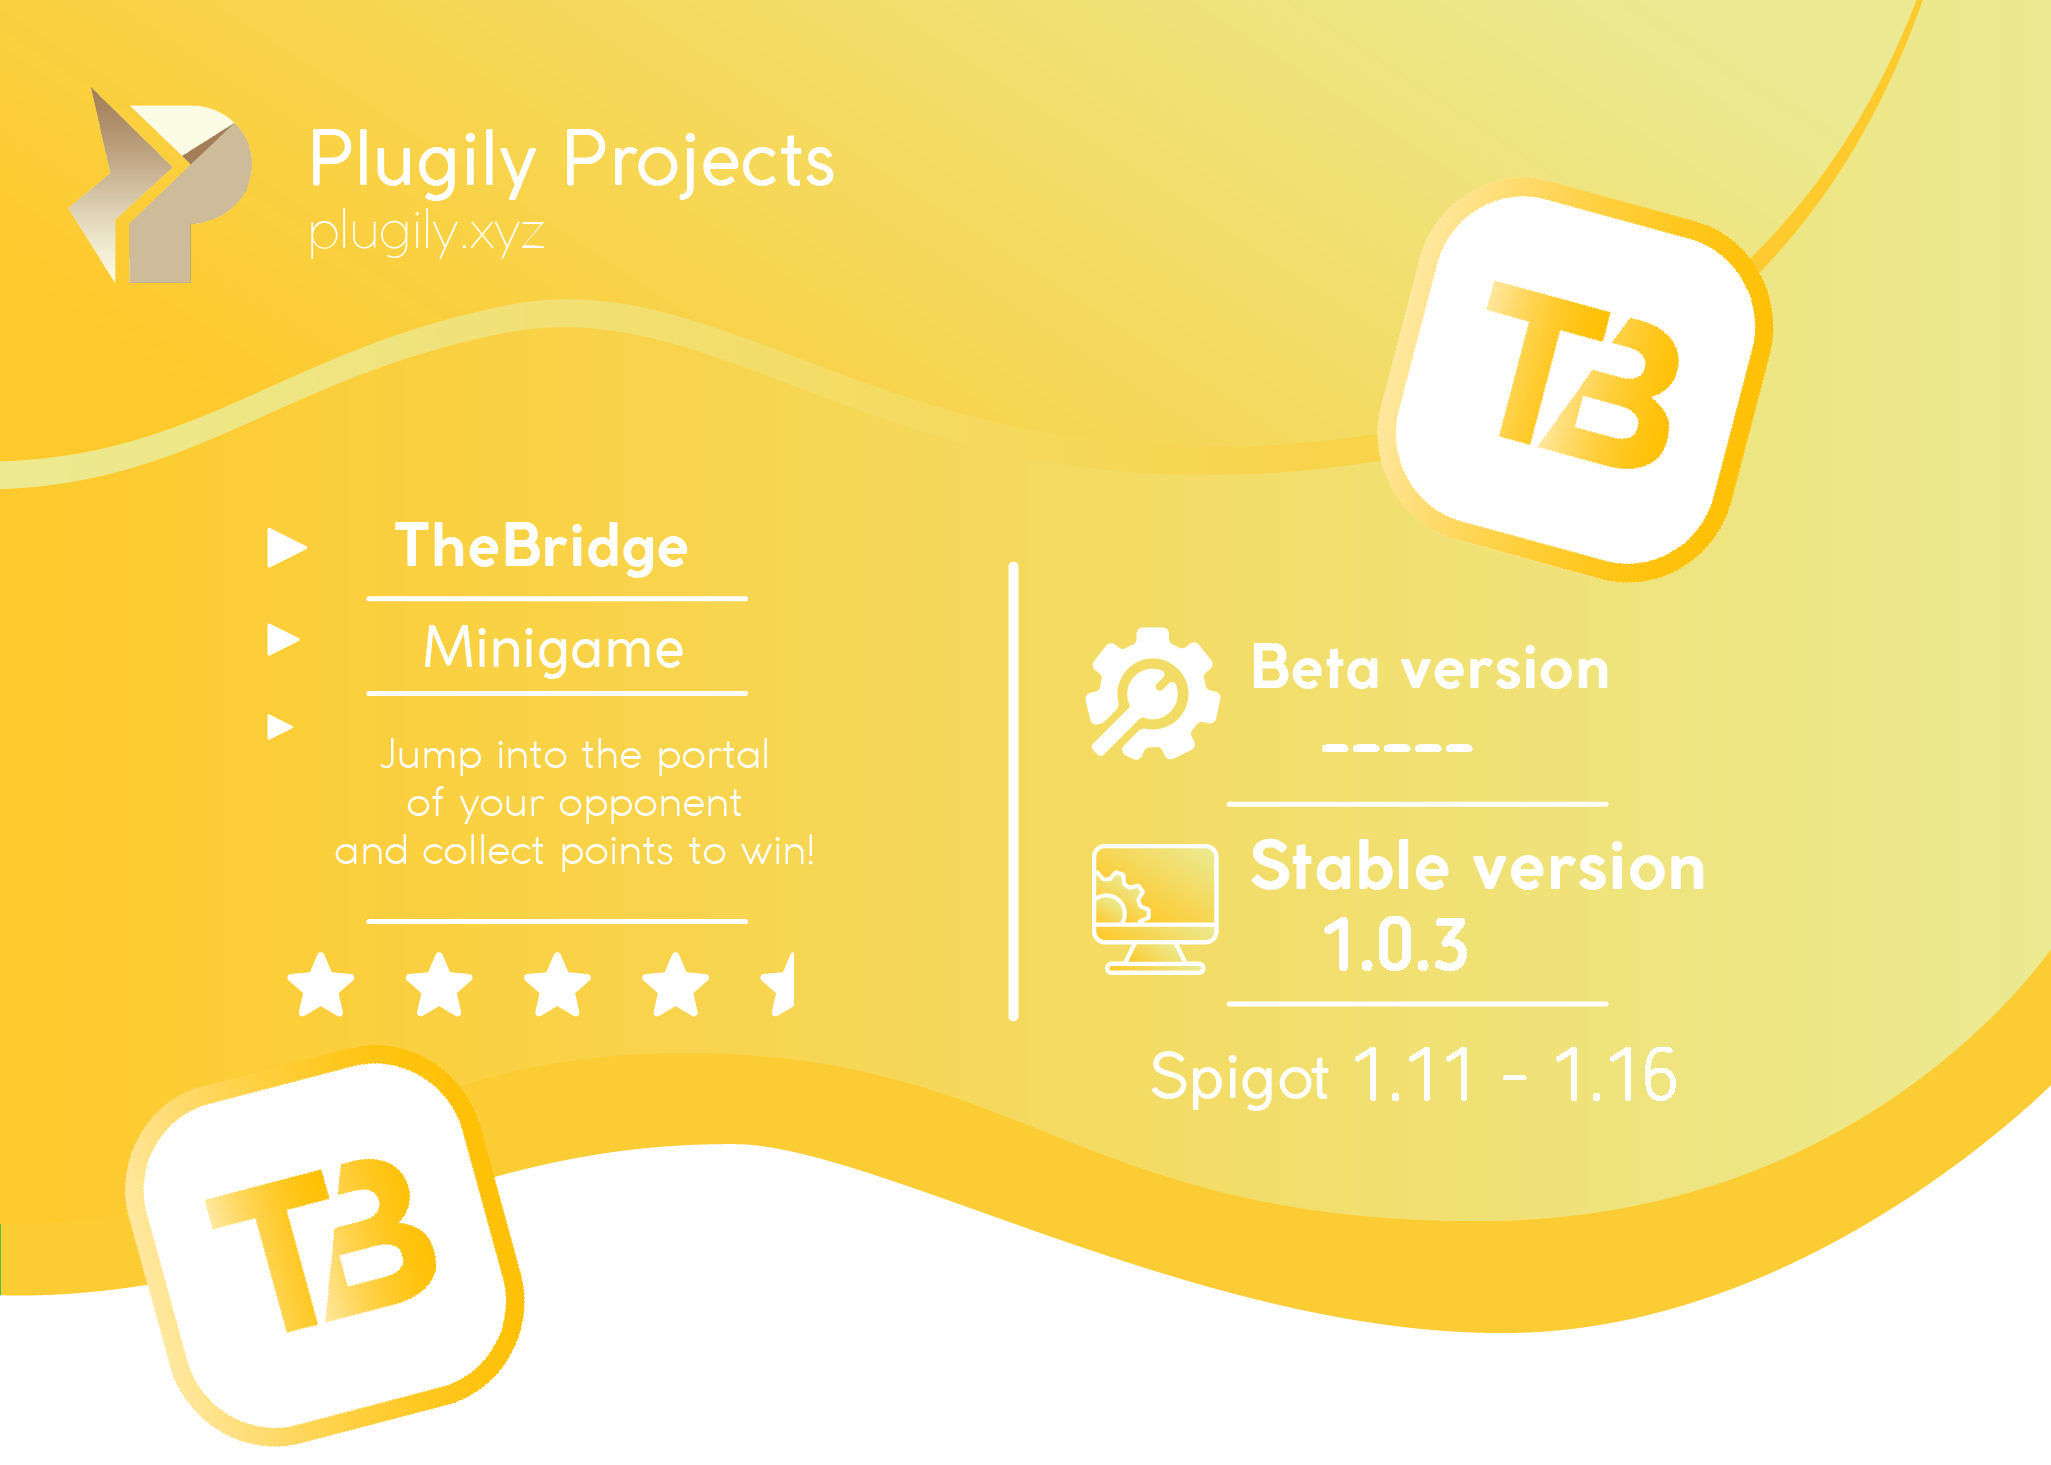 Plugily Projects
plugily.xyz
TB
TheBridge
Minigame
Jump into the portal
of your opponent
and collect points to win!
Beta version
-----
Stable version
1.0.3
Spigot 1.11 - 1.16
TB